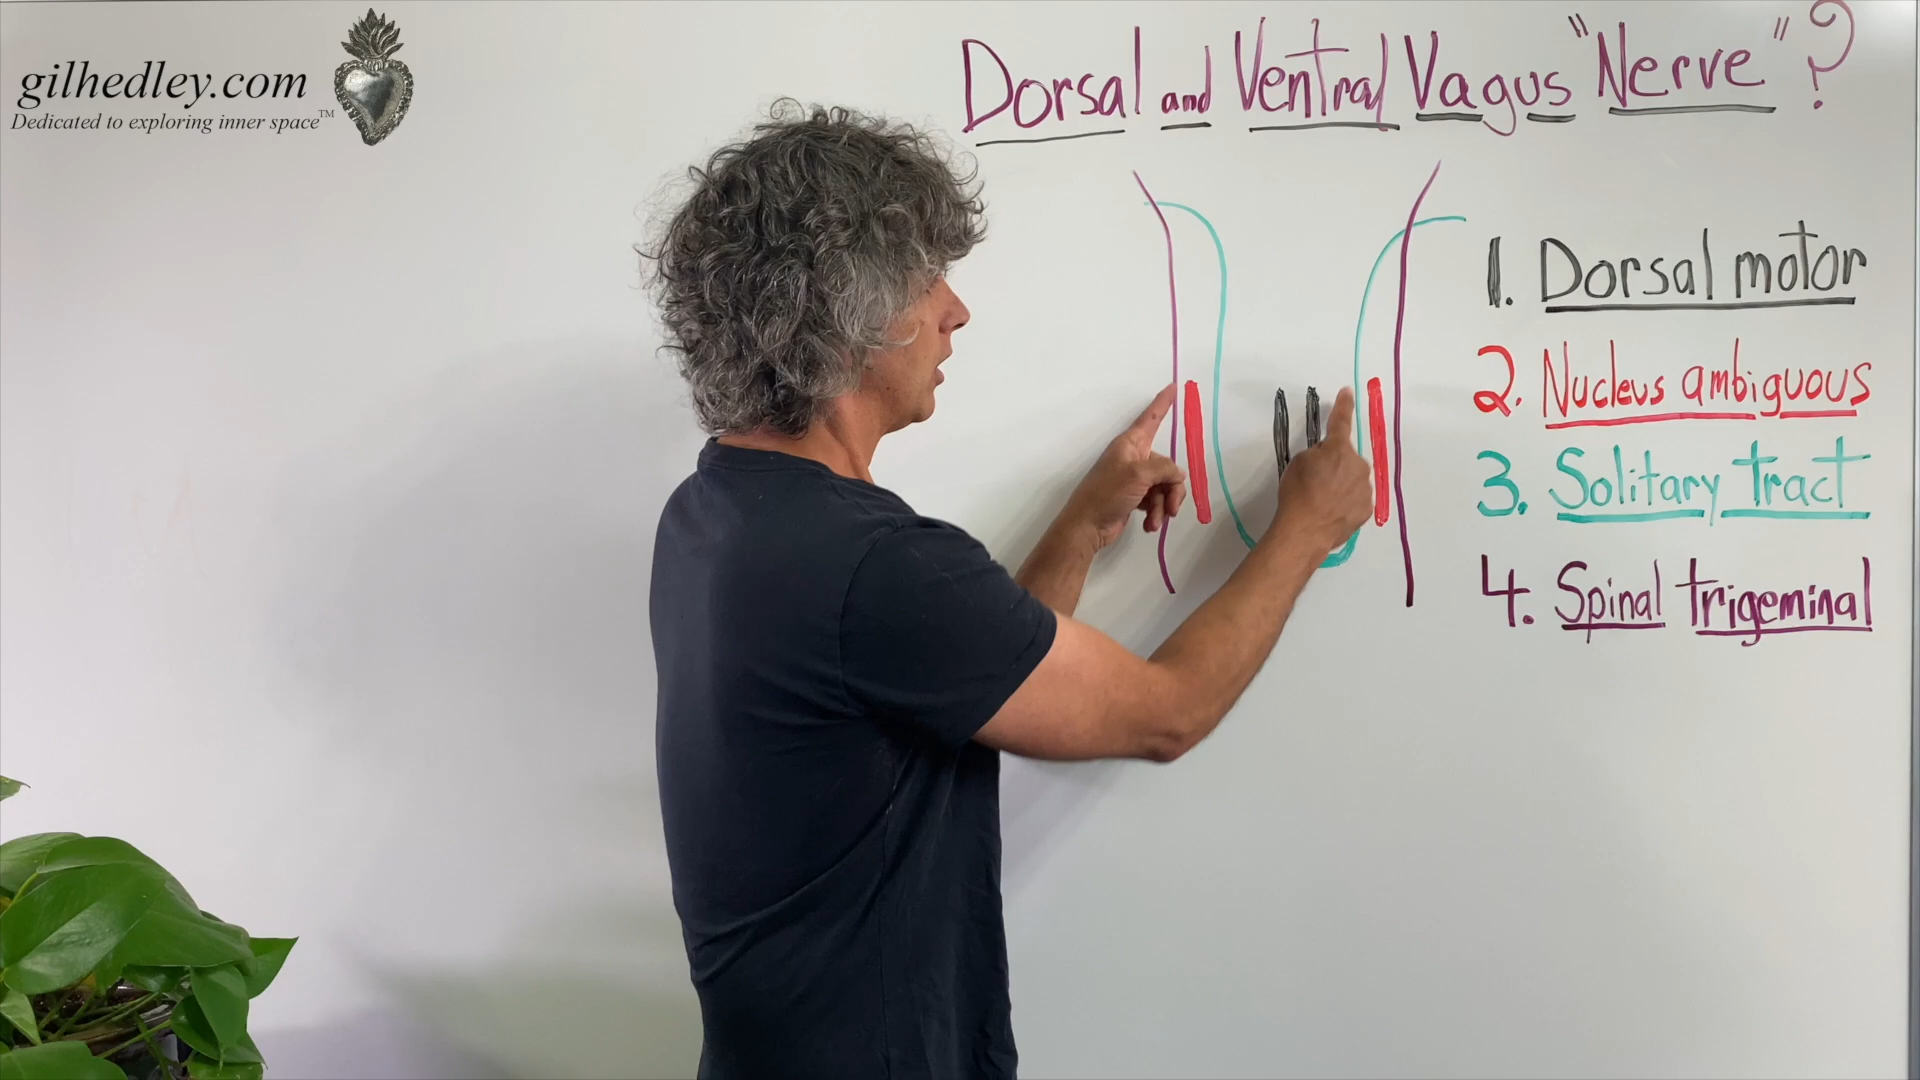 gilhedley.com
Dedicated to exploring inner space™
Dorsal and Ventral Vagus "Nerve"?
1. Dorsal motor
2. Nucleus ambiguous
3. Solitary tract
4. Spinal trigeminal